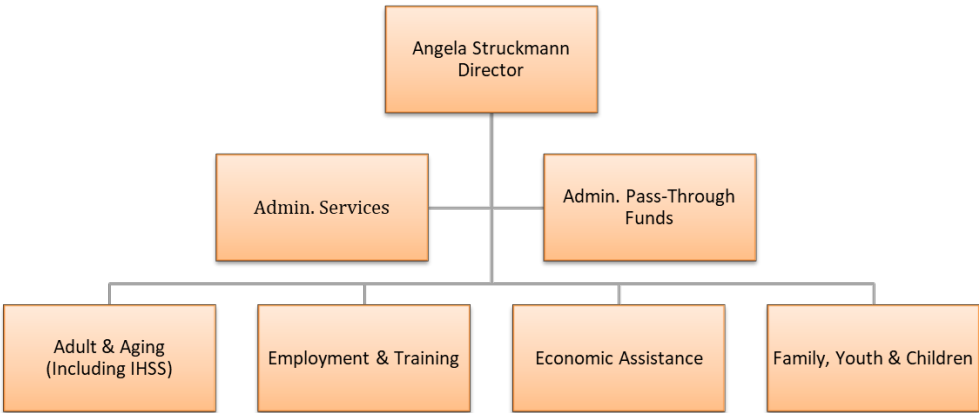 Angela Struckmann
Director
Admin. Services
Admin. Pass-Through
Funds
Adult & Aging
(Including IHSS)
Employment & Training
Economic Assistance
Family, Youth & Children